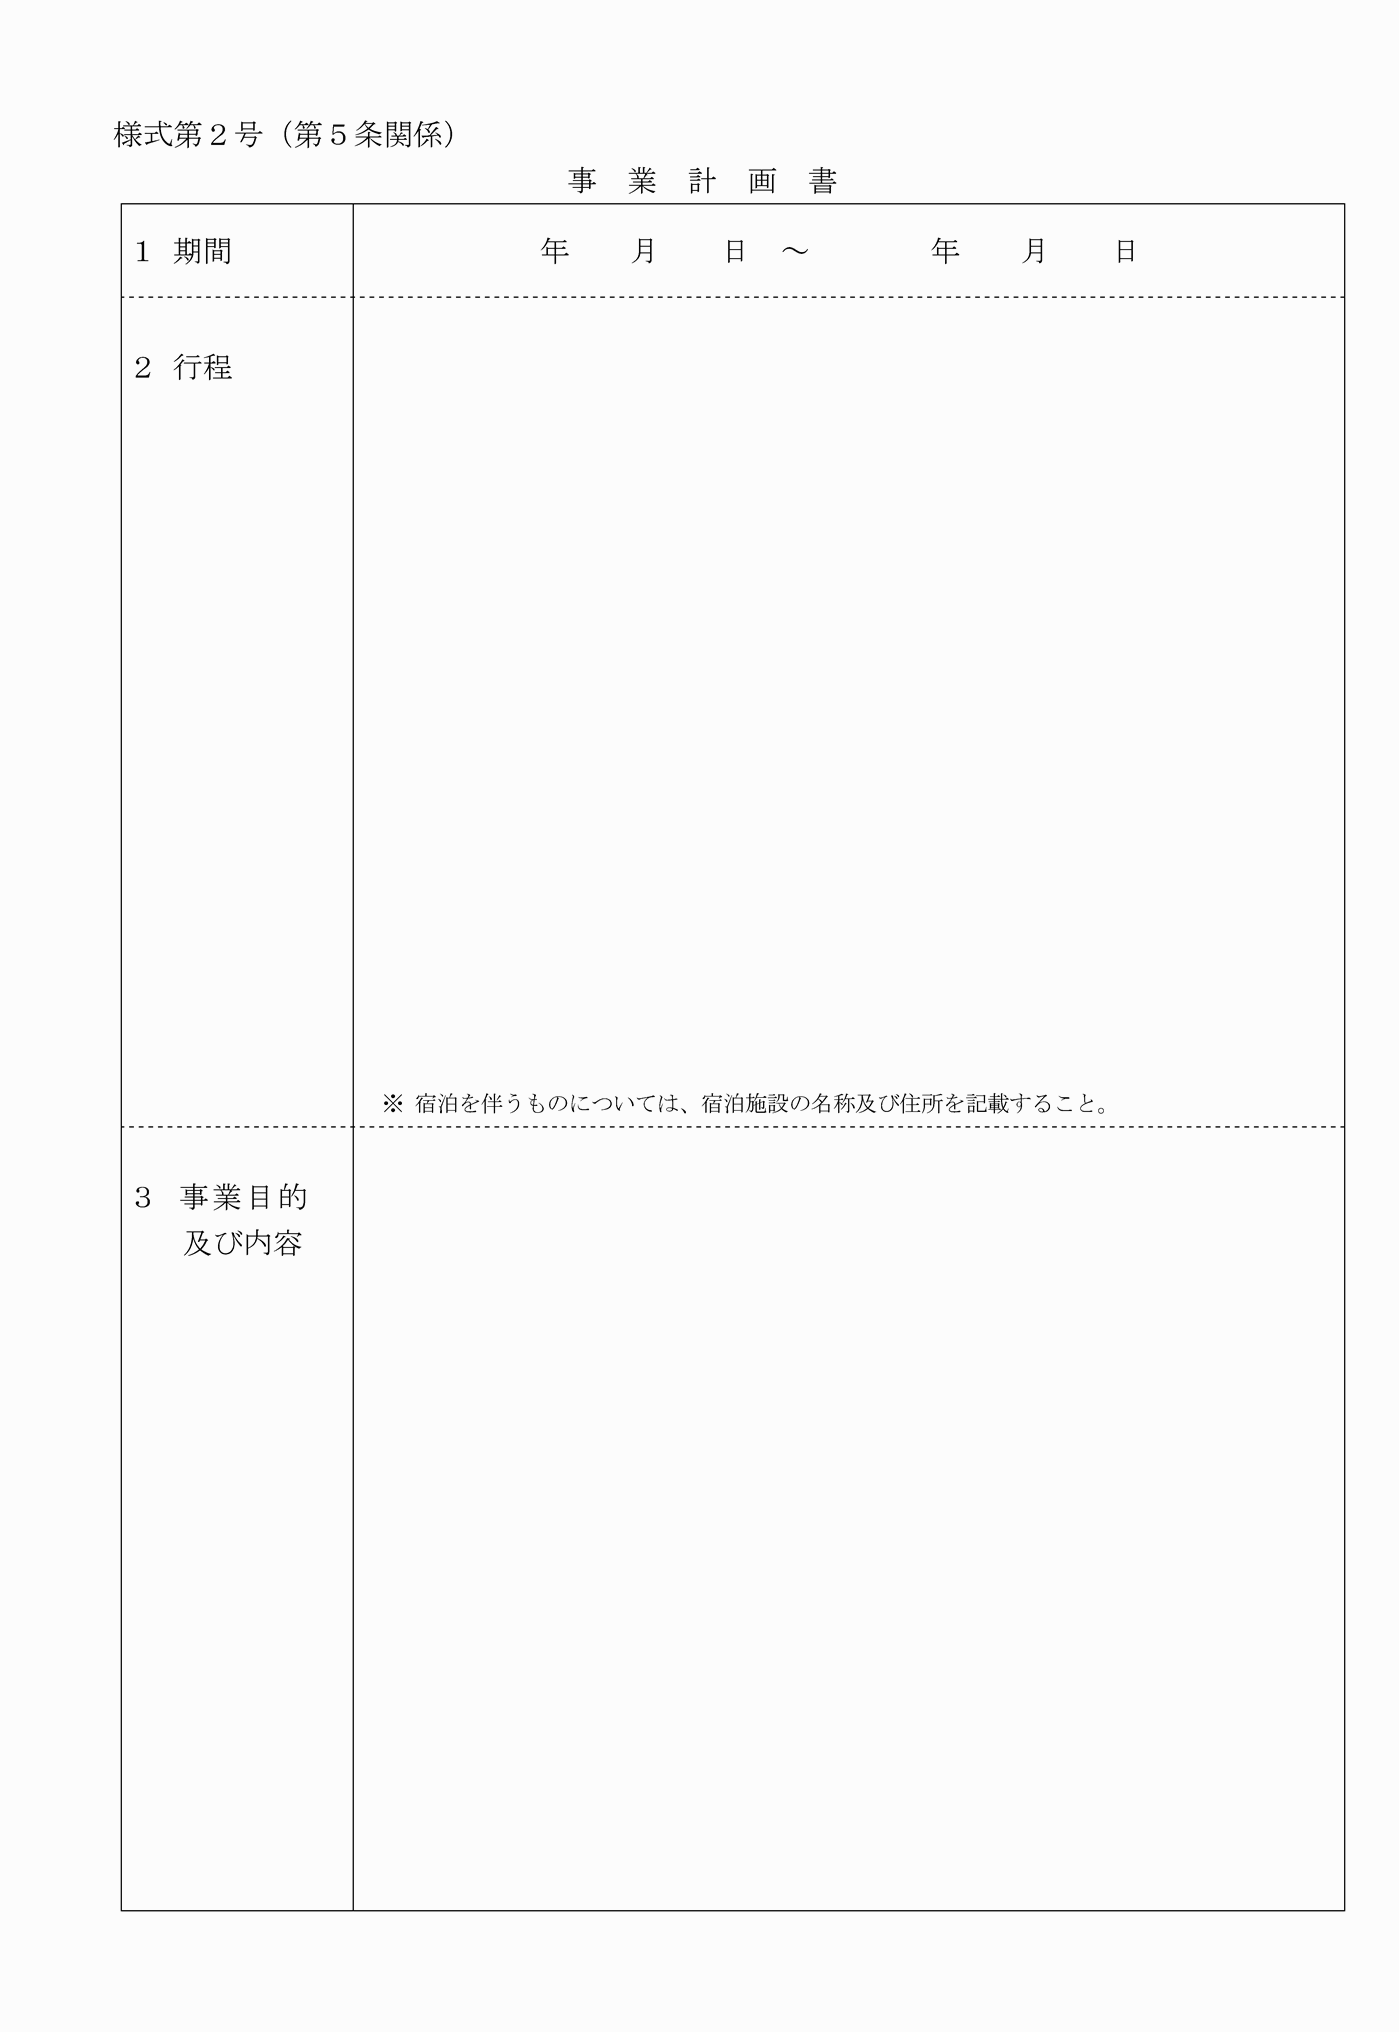 様式第２号（第５条関係）
事　業　計　画　書
１ 期間
年　　月　　日　～　　　　年　　月　　日
２ 行程
※ 宿泊を伴うものについては、宿泊施設の名称及び住所を記載すること。
３ 事業目的
及び内容